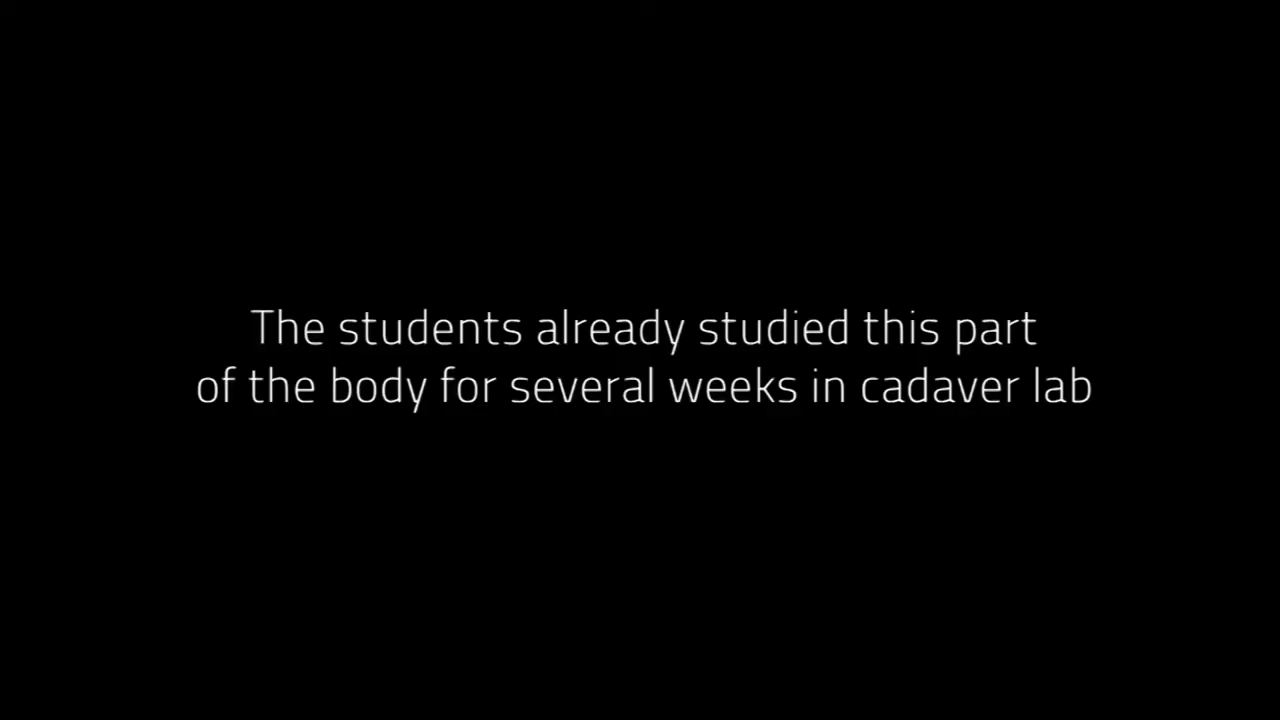 The students already studied this part
of the body for several weeks in cadaver lab